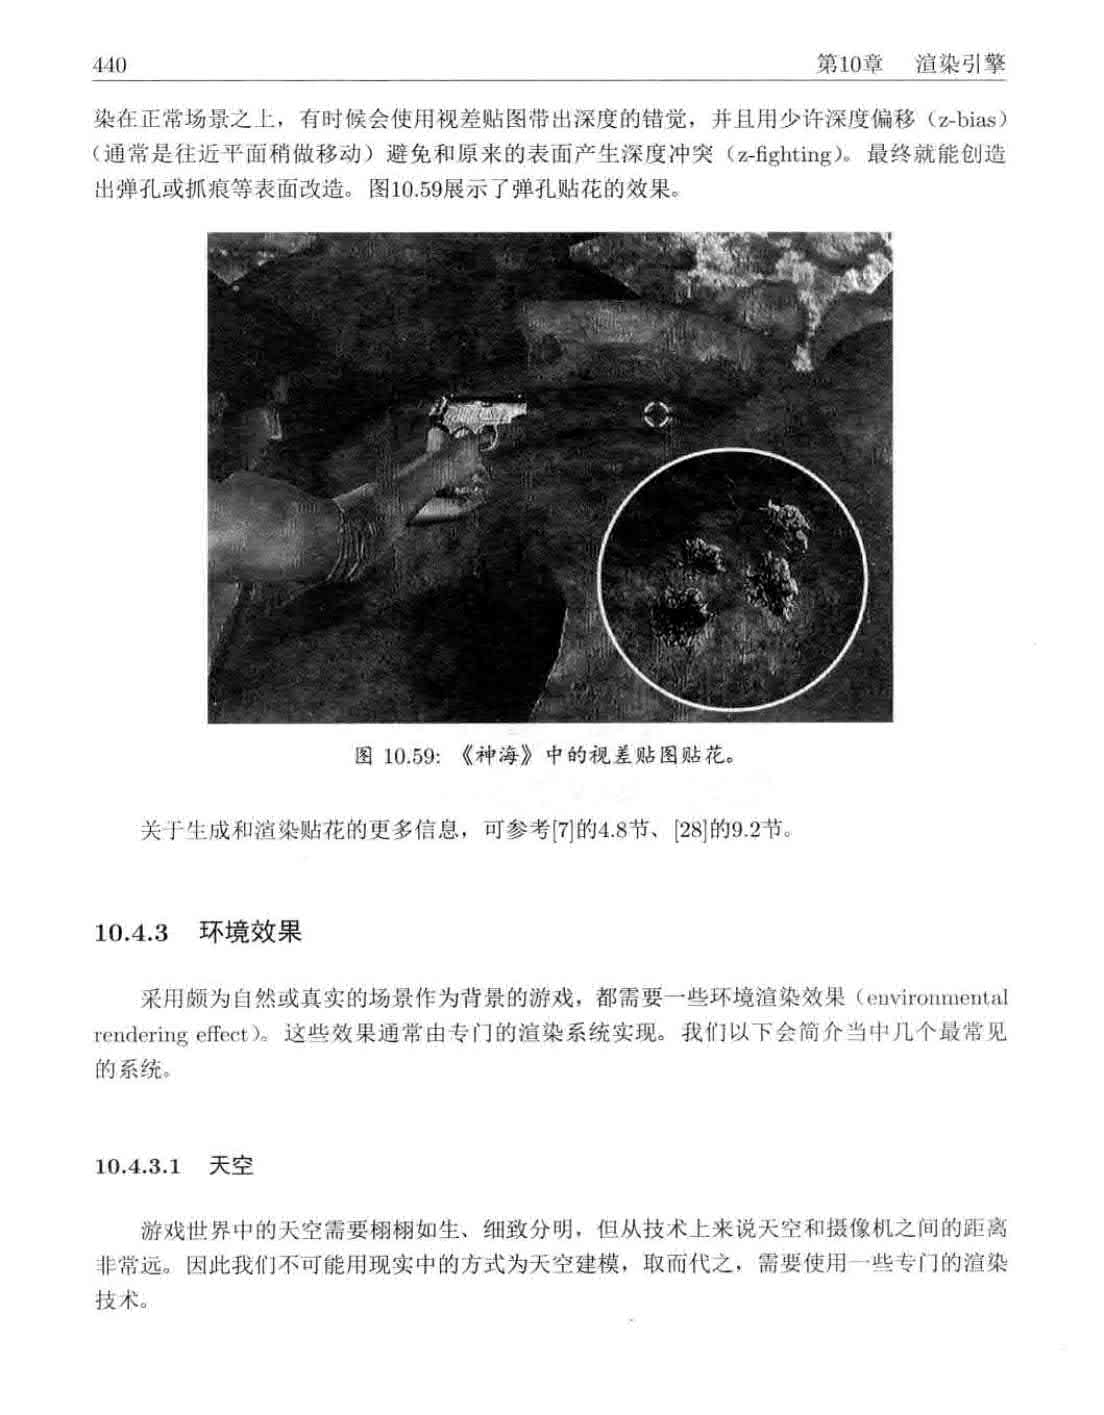 440
第10章 渲染引擎
染在正常场景之上，有时候会使用视差贴图带出深度的错觉，并且用少许深度偏移（z-bias）
（通常是往近平面稍做移动）避免和原来的表面产生深度冲突（z-fighting）。最终就能创造
出弹孔或抓痕等表面改造。图10.59展示了弹孔贴花的效果。
图 10.59: 《神海》中的视差贴图贴花。
关于生成和渲染贴花的更多信息，可参考[7]的4.8节、[28]的9.2节。
10.4.3 环境效果
采用颇为自然或真实的场景作为背景的游戏，都需要一些环境渲染效果（environmental
rendering effect）。这些效果通常由专门的渲染系统实现。我们以下会简介当中几个最常见
的系统。
10.4.3.1 天空
游戏世界中的天空需要栩栩如生、细致分明，但从技术上来说天空和摄像机之间的距离
非常远。因此我们不可能用现实中的方式为天空建模，取而代之，需要使用一些专门的渲染
技术。